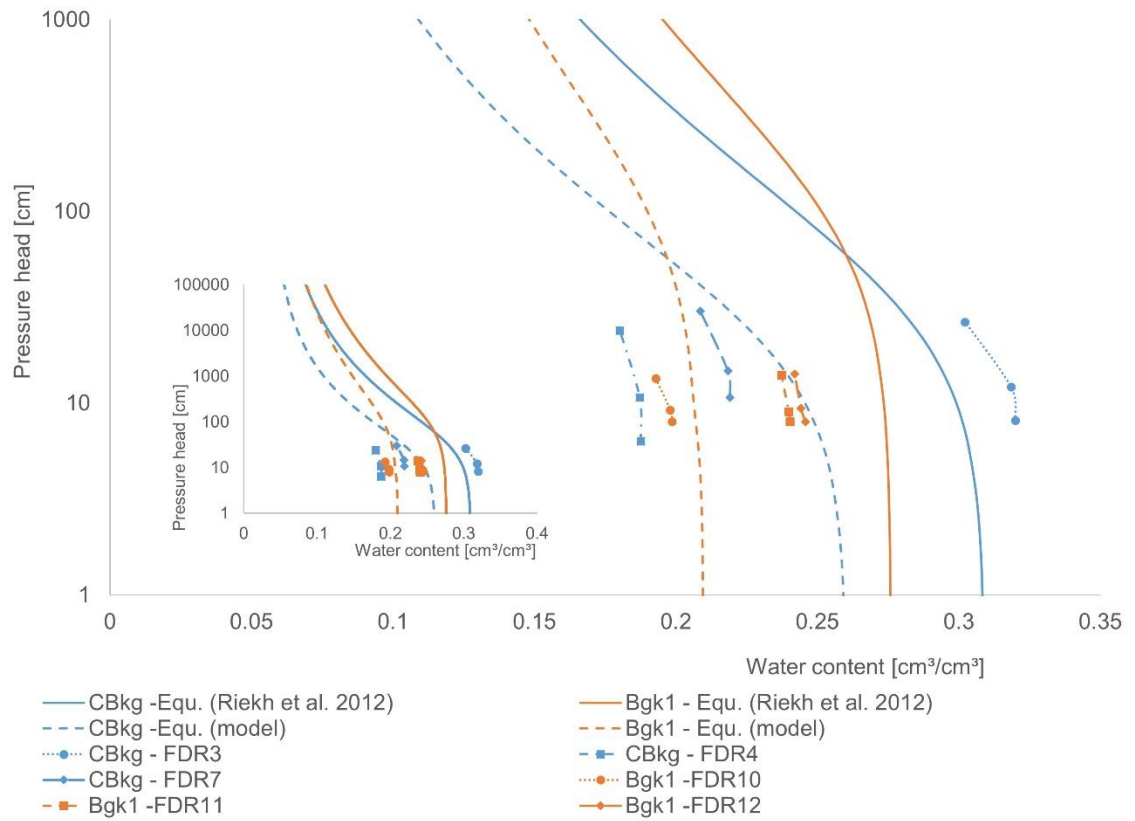 1000
100
10
1
Pressure head [cm]
100000
10000
1000
100
10
1
Pressure head [cm]
0 0.1 0.2 0.3 0.4
Water content [cm³/cm³]
0 0.05 0.1 0.15 0.2 0.25 0.3 0.35
Water content [cm³/cm³]
CBkg -Equ. (Riekh et al. 2012) Bgk1 - Equ. (Riekh et al. 2012)
CBkg -Equ. (model) Bgk1 - Equ. (model)
CBkg - FDR3 CBkg - FDR4
CBkg - FDR7 Bgk1 -FDR10
Bgk1 -FDR11 Bgk1 -FDR12